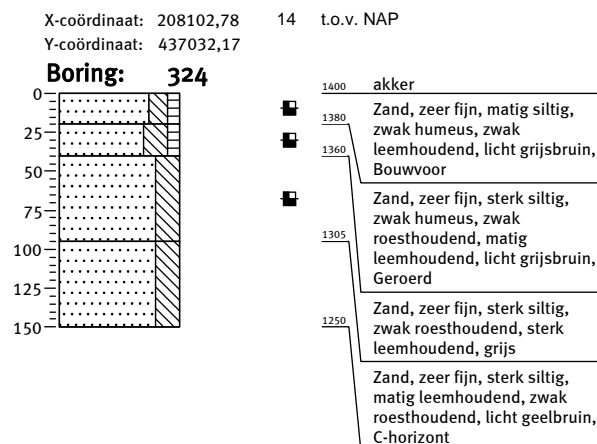 X-coördinaat: 208102,78 14 t.o.v. NAP
Y-coördinaat: 437032,17
Boring: 324
0
25
50
75
100
125
150
1400 akker
1380
1360
1305
1250
Zand, zeer fijn, matig siltig,
zwak humeus, zwak
leemhoudend, licht grijsbruin,
Bouwvoor
Zand, zeer fijn, sterk siltig,
zwak humeus, zwak
roesthoudend, matig
leemhoudend, licht grijsbruin,
Geroerd
Zand, zeer fijn, sterk siltig,
zwak roesthoudend, sterk
leemhoudend, grijs
Zand, zeer fijn, sterk siltig,
matig leemhoudend, zwak
roesthoudend, licht geelbruin,
C-horizont